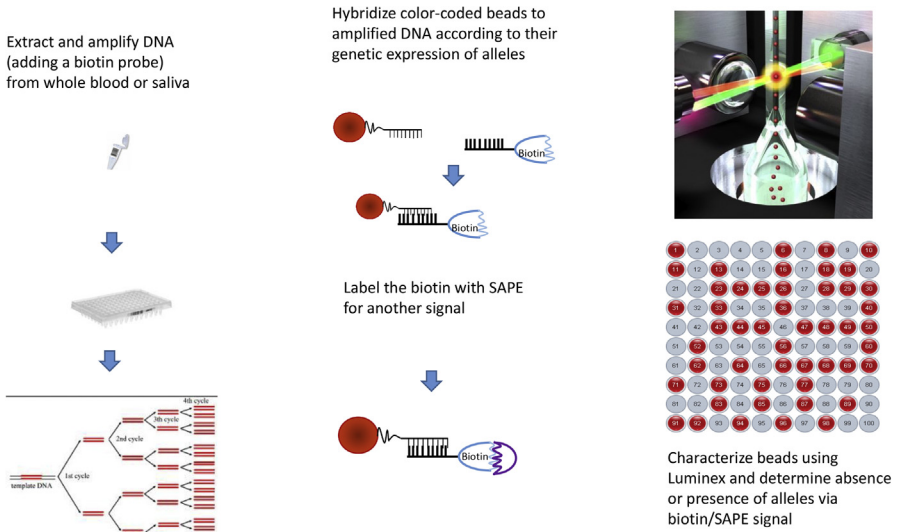 Extract and amplify DNA
(adding a biotin probe)
from whole blood or saliva
4th cycle
3th cycle
2nd cycle
1st cycle
template DNA
Hybridize color-coded beads to
amplified DNA according to their
genetic expression of alleles
Biotin
Biotin
Label the biotin with SAPE
for another signal
Biotin
1 2 3 4 5 6 7 8 9 10
11 12 13 14 15 16 17 18 19 20
21 22 23 24 25 26 27 28 29 30
31 32 33 34 35 36 37 38 39 40
41 42 43 44 45 46 47 48 49 50
51 52 53 54 55 56 57 58 59 60
61 62 63 64 65 66 67 68 69 70
71 72 73 74 75 76 77 78 79 80
81 82 83 84 85 86 87 88 89 90
91 92 93 94 95 96 97 98 99 100
Characterize beads using
Luminex and determine absence
or presence of alleles via
biotin/SAPE signal